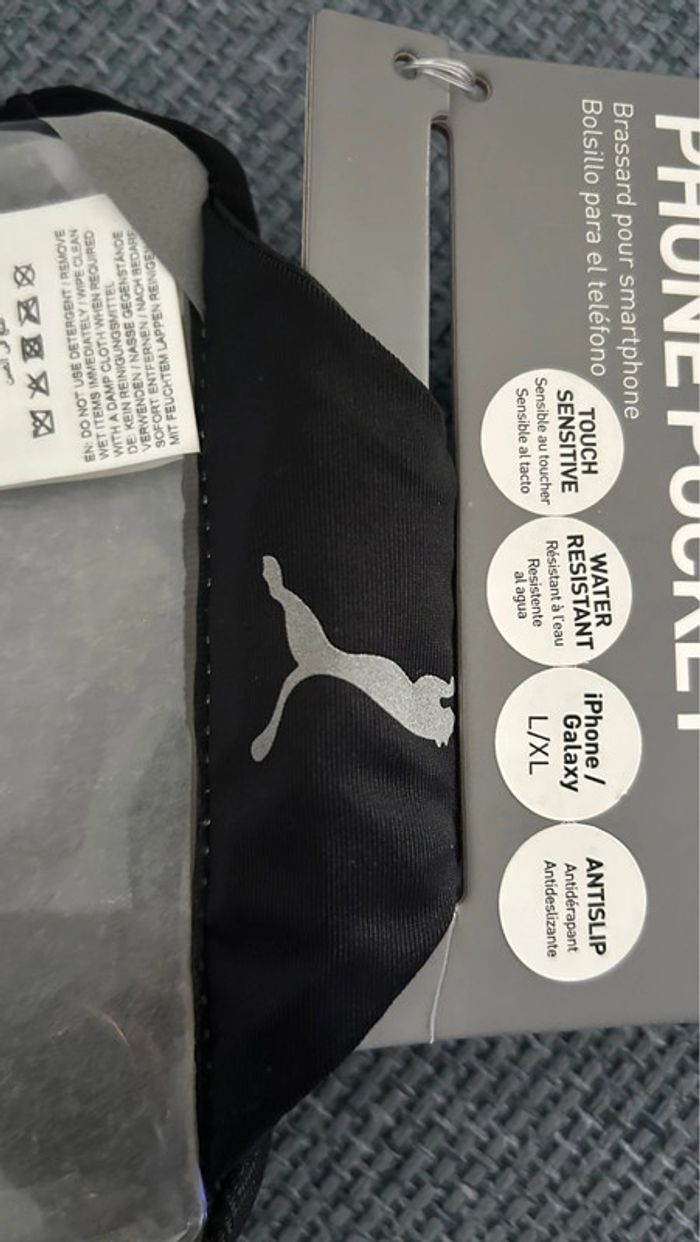 PHONE POCKET
Brassard pour smartphone
Bolsillo para el teléfono
TOUCH
SENSITIVE
Sensible au toucher
Sensible al tacto
WATER
RESISTANT
Résistant à l'eau
Resistente
al agua
iPhone /
Galaxy
L/XL
ANTISLIP
Antidérapant
Antideslizante
EN: DO NOT USE DETERGENT / REMOVE
WET ITEMS IMMEDIATELY / WIPE CLEAN
WITH A DAMP CLOTH WHEN REQUIRED
DE: KEIN REINIGUNGSMITTEL
VERWENDEN / NASSE GEGENSTÄNDE
SOFORT ENTFERNEN / NACH BEDARF
MIT FEUCHTEM LAPPEN REINIGEN